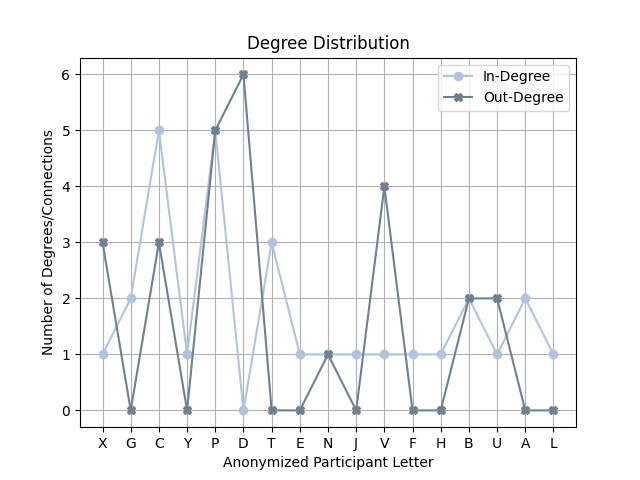 Degree Distribution
In-Degree
Out-Degree
Number of Degrees/Connections
6
5
4
3
2
1
0
X G C Y P D T E N J V F H B U A L
Anonymized Participant Letter